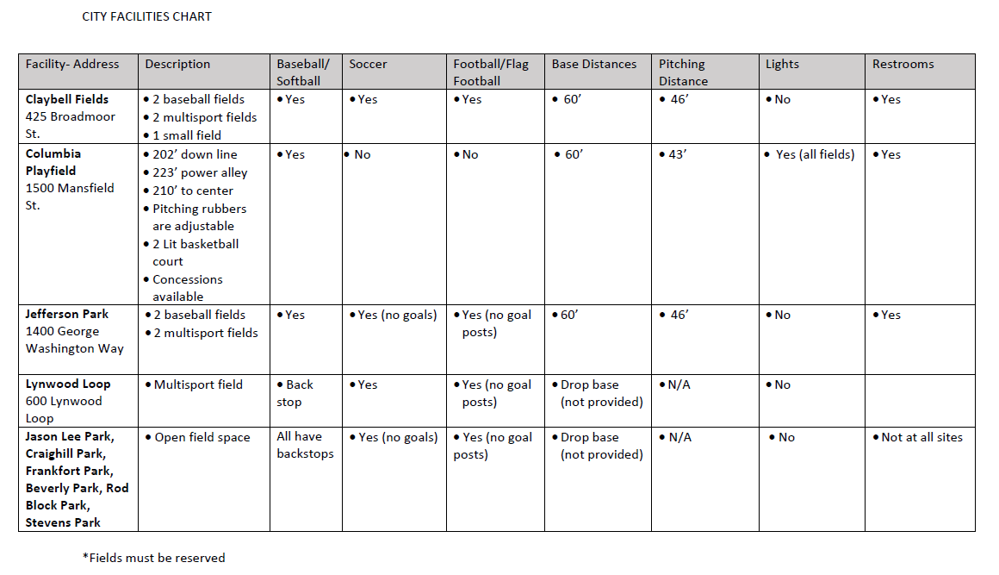 CITY FACILITIES CHART
Facility- Address Description Baseball/ Softball Soccer Football/Flag Football Base Distances Pitching Distance Lights Restrooms
Claybell Fields
425 Broadmoor
St.
• 2 baseball fields
• 2 multisport fields
• 1 small field
• Yes
• Yes
• Yes
• 60’
• 46’
• No
• Yes
Columbia
Playfield
1500 Mansfield
St.
• 202’ down line
• 223’ power alley
• 210’ to center
• Pitching rubbers
are adjustable
• 2 Lit basketball
court
• Concessions
available
• Yes
• No
• No
• 60’
• 43’
• Yes (all fields)
• Yes
Jefferson Park
1400 George
Washington Way
• 2 baseball fields
• 2 multisport fields
• Yes
• Yes (no goals)
• Yes (no goal
posts)
• 60’
• 46’
• No
• Yes
Lynwood Loop
600 Lynwood
Loop
• Multisport field
• Back
stop
• Yes
• Yes (no goal
posts)
• Drop base
(not provided)
• N/A
• No
Jason Lee Park,
Craighill Park,
Frankfort Park,
Beverly Park, Rod
Block Park,
Stevens Park
• Open field space
All have
backstops
• Yes (no goals)
• Yes (no goal
posts)
• Drop base
(not provided)
• N/A
• No
• Not at all sites
*Fields must be reserved